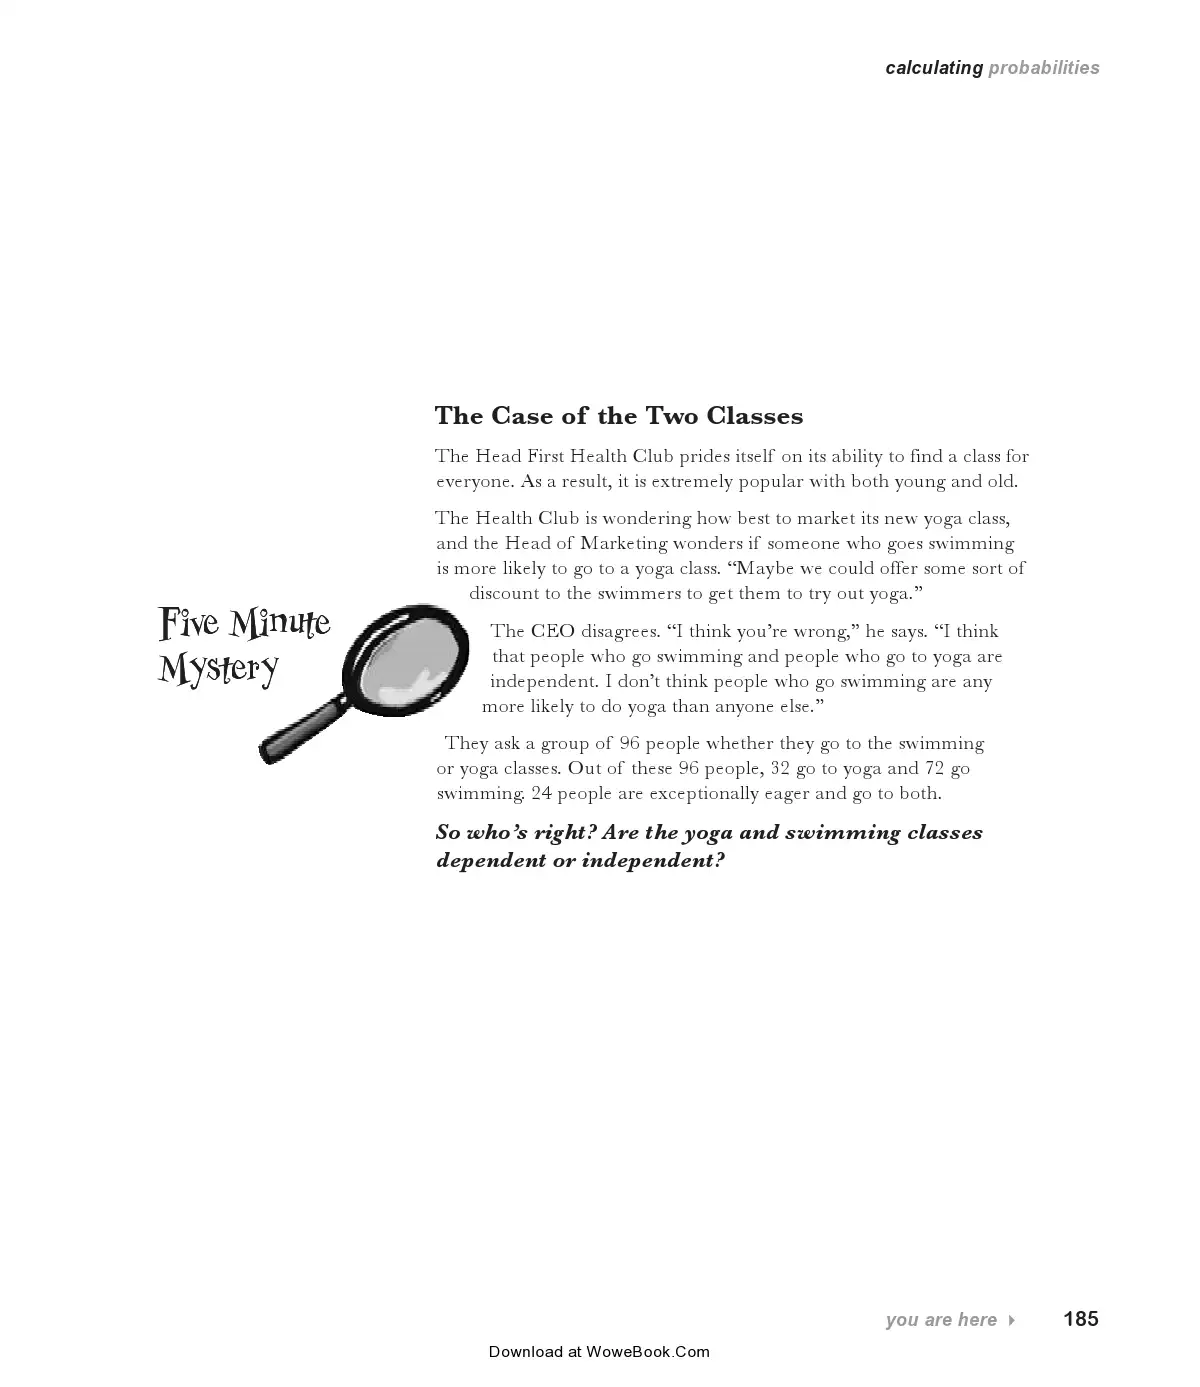 calculating probabilities
The Case of the Two Classes
The Head First Health Club prides itself on its ability to find a class for
everyone. As a result, it is extremely popular with both young and old.
The Health Club is wondering how best to market its new yoga class,
and the Head of Marketing wonders if someone who goes swimming
is more likely to go to a yoga class. “Maybe we could offer some sort of
discount to the swimmers to get them to try out yoga.”
Five Minute
Mystery
The CEO disagrees. “I think you’re wrong,” he says. “I think
that people who go swimming and people who go to yoga are
independent. I don’t think people who go swimming are any
more likely to do yoga than anyone else.”
They ask a group of 96 people whether they go to the swimming
or yoga classes. Out of these 96 people, 32 go to yoga and 72 go
swimming. 24 people are exceptionally eager and go to both.
So who’s right? Are the yoga and swimming classes
dependent or independent?
you are here 185
Download at WoweBook.Com